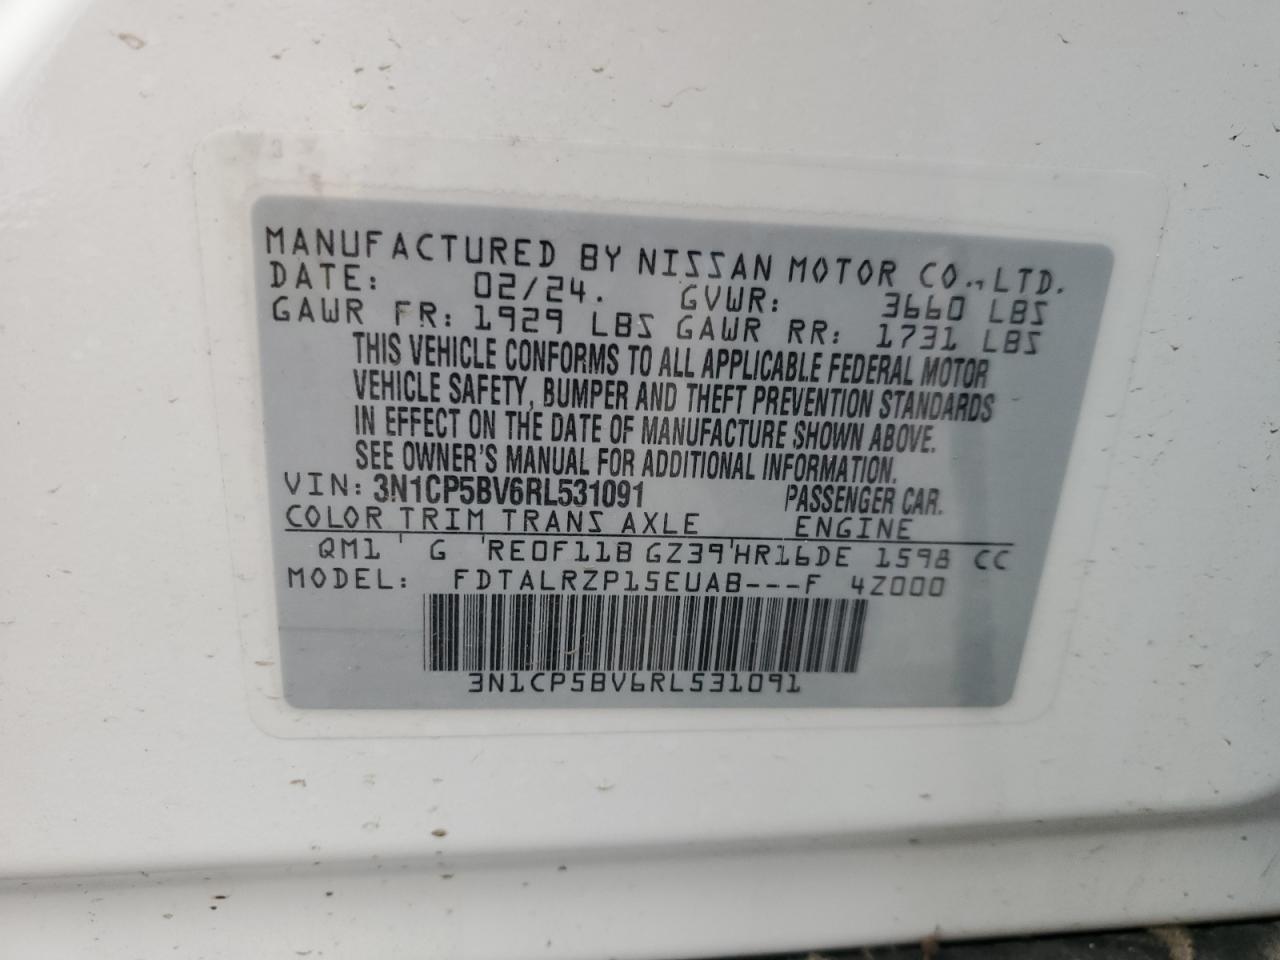 MANUFACTURED BY NISSAN MOTOR CO., LTD.
DATE: 02/24. GVWR: 3660 LBS
GAWR FR: 1929 LBS GAWR RR: 1731 LBS
THIS VEHICLE CONFORMS TO ALL APPLICABLE FEDERAL MOTOR
VEHICLE SAFETY, BUMPER AND THEFT PREVENTION STANDARDS
IN EFFECT ON THE DATE OF MANUFACTURE SHOWN ABOVE.
SEE OWNER'S MANUAL FOR ADDITIONAL INFORMATION.
VIN: 3N1CP5BV6RL531091 PASSENGER CAR.
COLOR TRIM TRANS AXLE ENGINE
QM1 ' G 'RE0F11B GZ39'HR16DE 1598 CC
MODEL: FDTALRZP15EUAB---F 4Z000
3N1CP5BV6RL531091